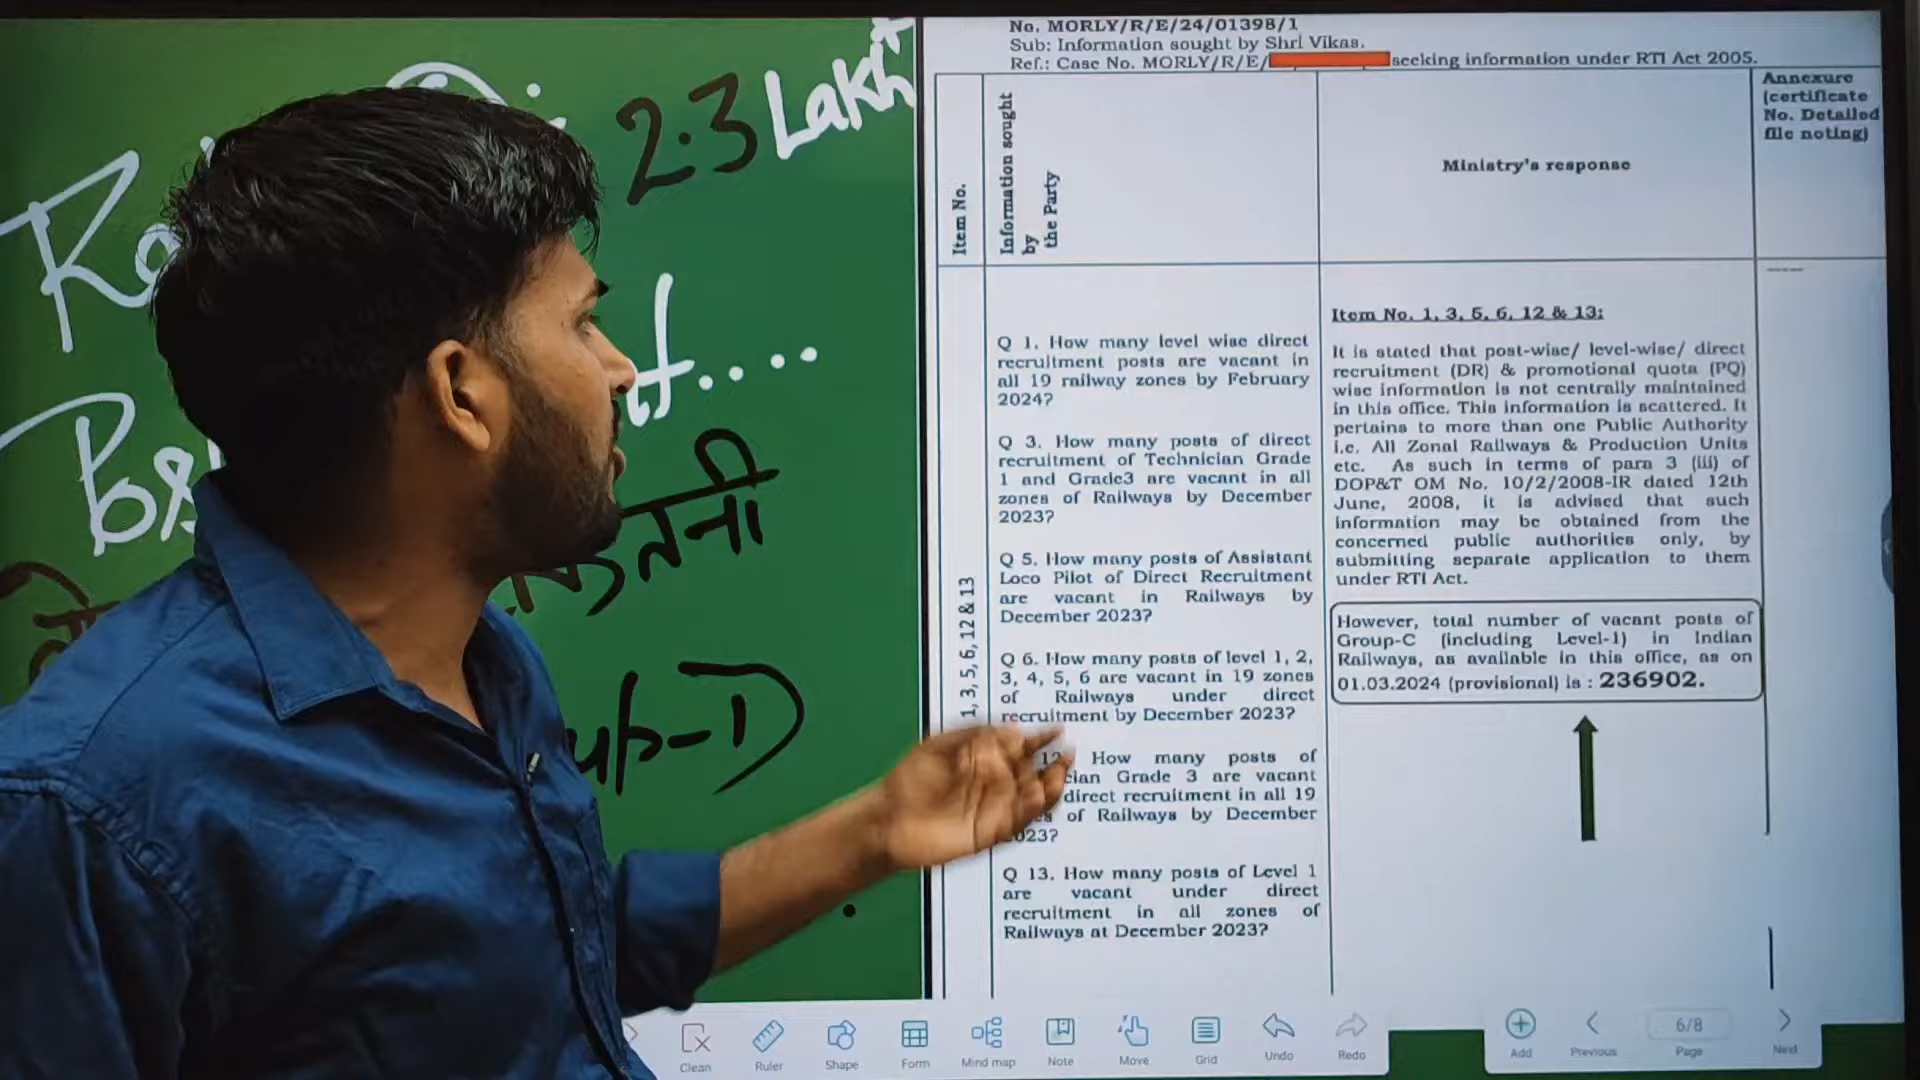 2.3 Lakh+
कितनी
up-D
No. MORLY/R/E/24/01398/1
Sub: Information sought by Shri Vikas.
Ref.: Case No. MORLY/R/E/ seeking information under RTI Act 2005.
Item No.
Information sought
by
the Party
Ministry's response
Annexure
(certificate
No. Detailed
file noting)
1, 3, 5, 6, 12 & 13
Q 1. How many level wise direct
recruitment posts are vacant in
all 19 railway zones by February
2024?
Q 3. How many posts of direct
recruitment of Technician Grade
1 and Grade3 are vacant in all
zones of Railways by December
2023?
Q 5. How many posts of Assistant
Loco Pilot of Direct Recruitment
are vacant in Railways by
December 2023?
Q 6. How many posts of level 1, 2,
3, 4, 5, 6 are vacant in 19 zones
of Railways under direct
recruitment by December 2023?
12. How many posts of
cian Grade 3 are vacant
direct recruitment in all 19
of Railways by December
2023?
Q 13. How many posts of Level 1
are vacant under direct
recruitment in all zones of
Railways at December 2023?
Item No. 1, 3, 5, 6, 12 & 13:
It is stated that post-wise/ level-wise/ direct
recruitment (DR) & promotional quota (PQ)
wise information is not centrally maintained
in this office. This information is scattered. It
pertains to more than one Public Authority
i.e. All Zonal Railways & Production Units
etc. As such in terms of para 3 (iii) of
DOP&T OM No. 10/2/2008-IR dated 12th
June, 2008, it is advised that such
information may be obtained from the
concerned public authorities only, by
submitting separate application to them
under RTI Act.
However, total number of vacant posts of
Group-C (including Level-1) in Indian
Railways, as available in this office, as on
01.03.2024 (provisional) is : 236902.
Clean
Ruler
Shape
Form
Mind map
Note
Move
Grid
Undo
Redo
Add
Previous
6/8
Page
Next